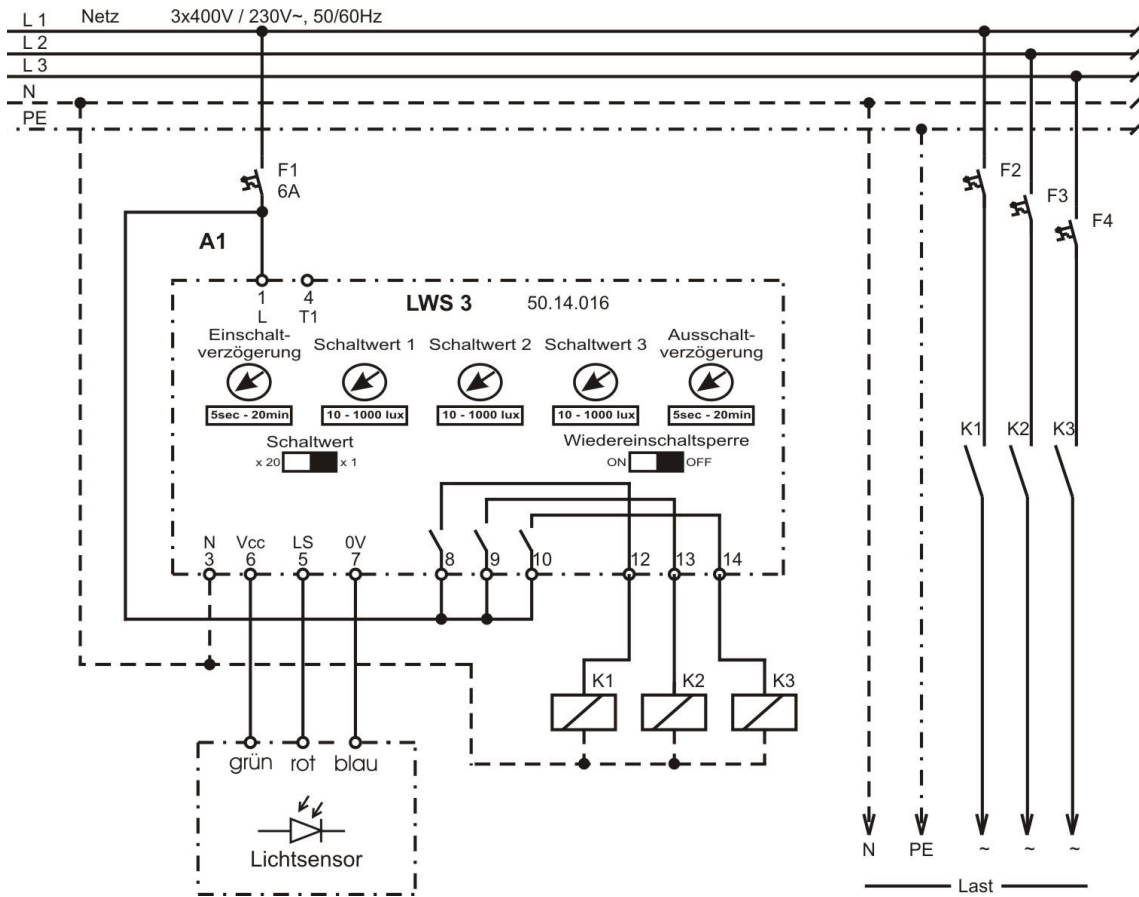 L 1 Netz 3x400V / 230V~, 50/60Hz
L 2
L 3
N
PE
F1
6A
F2
F3
F4
A1
1 4
L T1
LWS 3 50.14.016
Einschalt-
verzögerung
Schaltwert 1
Schaltwert 2
Schaltwert 3
Ausschalt-
verzögerung
5sec - 20min
10 - 1000 lux
10 - 1000 lux
10 - 1000 lux
5sec - 20min
Schaltwert
x 20 x 1
Wiedereinschaltsperre
ON OFF
K1 K2 K3
N Vcc LS 0V
3 6 5 7 8 9 10 12 13 14
K1 K2 K3
grün rot blau
Lichtsensor
N PE ~ ~ ~
Last